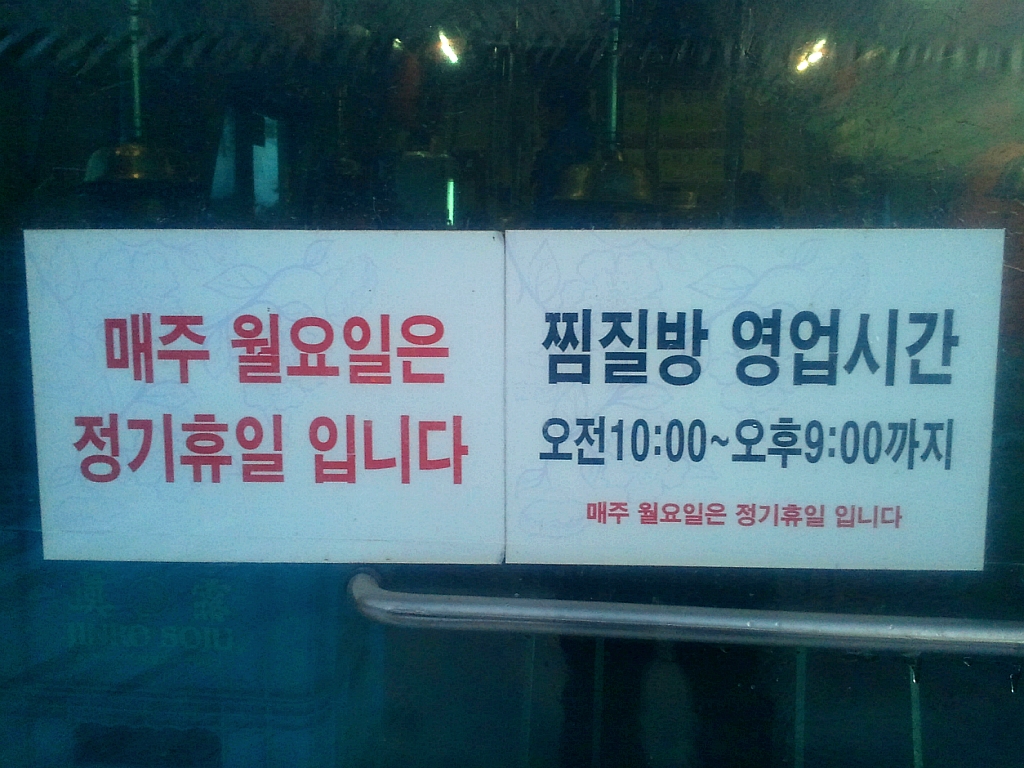 매주 월요일은
정기휴일 입니다
찜질방 영업시간
오전10:00~오후9:00까지
매주 월요일은 정기휴일 입니다